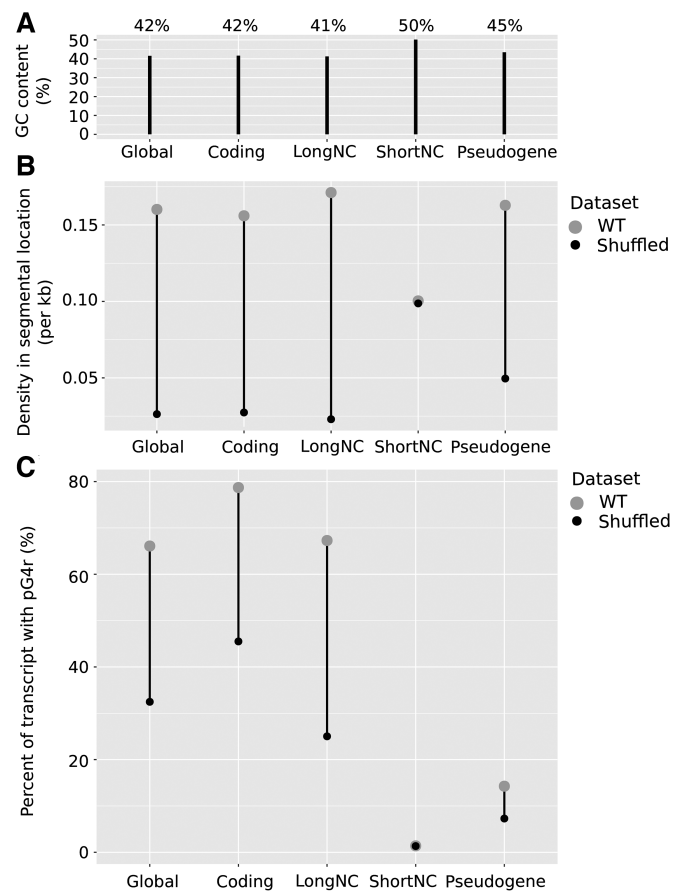 A
42% 42% 41% 50% 45%
GC content
(%)
50
40
30
20
10
0
Global Coding LongNC ShortNC Pseudogene
B
Density in segmental location
(per kb)
0.15
0.10
0.05
Global Coding LongNC ShortNC Pseudogene
Dataset
WT
Shuffled
C
Percent of transcript with pG4r (%)
80
60
40
20
0
Global Coding LongNC ShortNC Pseudogene
Dataset
WT
Shuffled